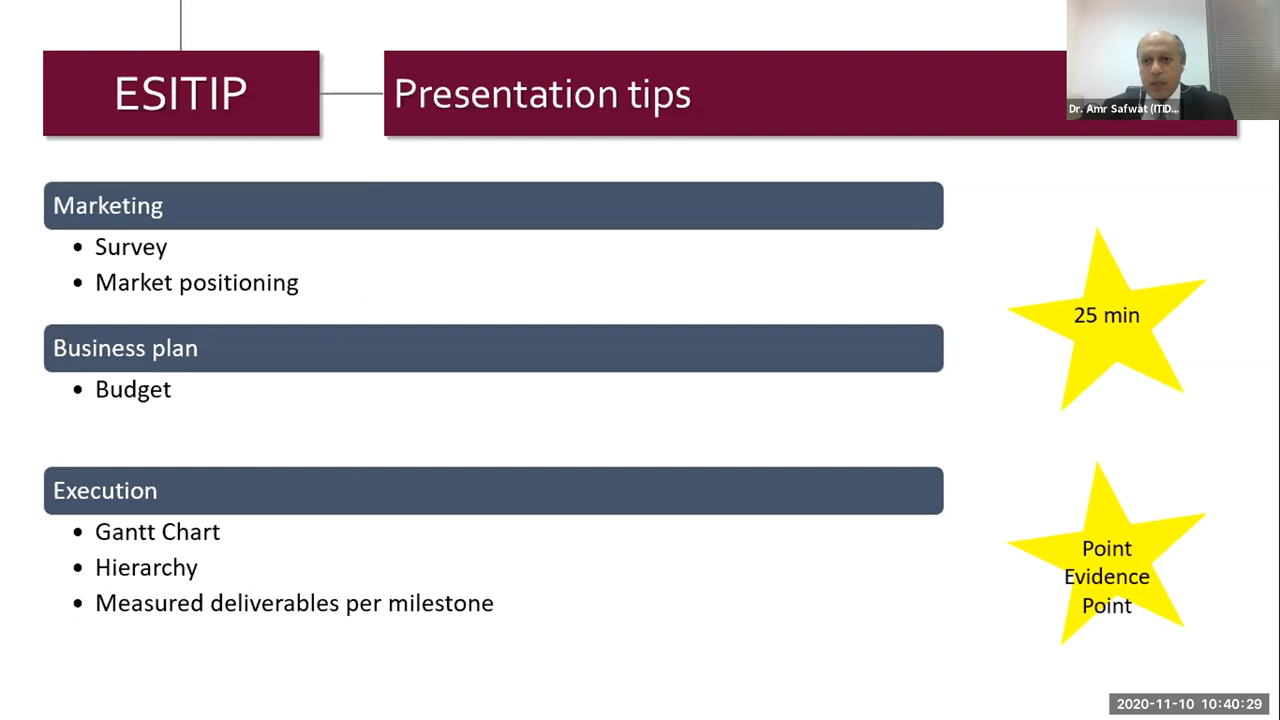 ESITIP
Presentation tips
Dr. Amr Safwat (ITID...
Marketing
• Survey
• Market positioning
25 min
Business plan
• Budget
Execution
• Gantt Chart
• Hierarchy
• Measured deliverables per milestone
Point
Evidence
Point
2020-11-10 10:40:29